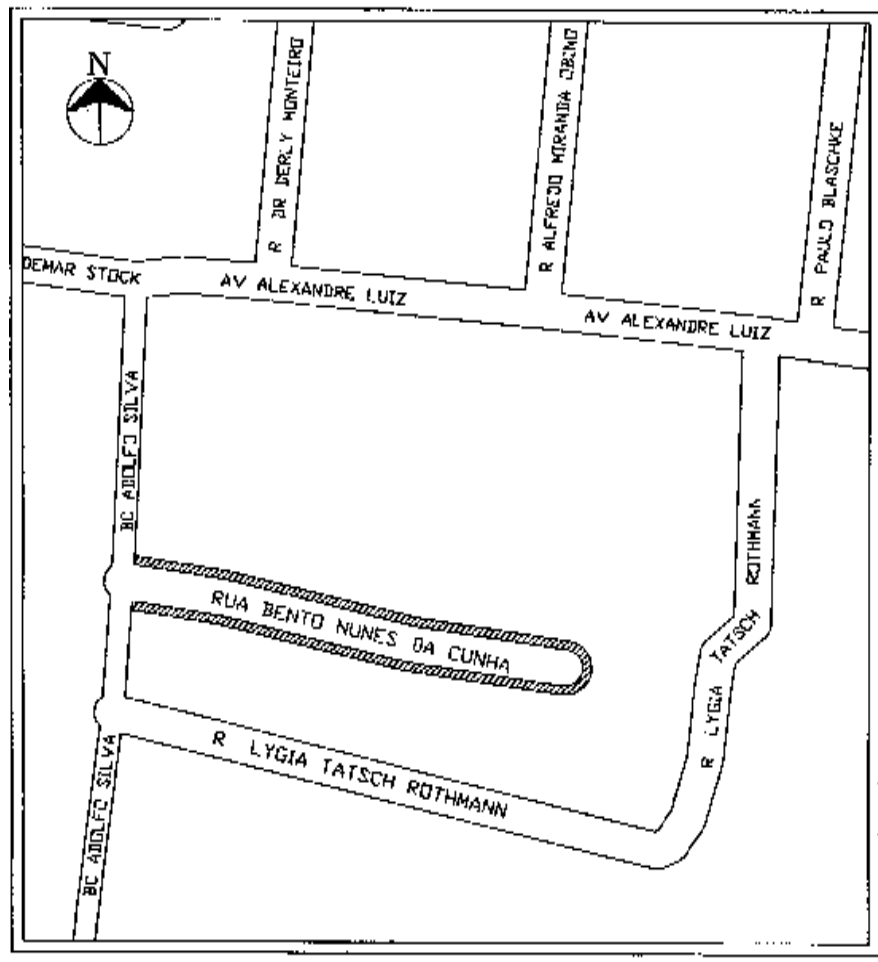 N
R DR DERLY MONTEIRO
R ALFREDO MIRANDA OBINO
R PAULO BLASCHKE
DEMAR STOCK
AV ALEXANDRE LUIZ
AV ALEXANDRE LUIZ
BC ADOLFO SILVA
ROTHMANN
TATSCH
R LYGIA
RUA BENTO NUNES DA CUNHA
R LYGIA TATSCH ROTHMANN
BC ADOLFO SILVA